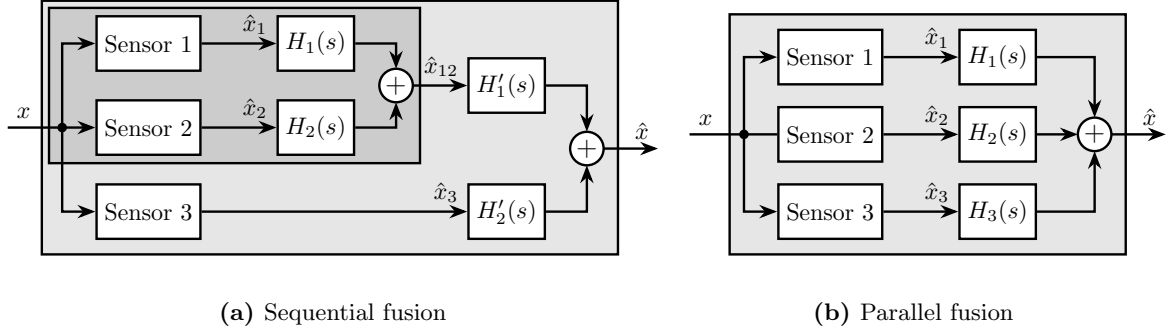 x
Sensor 1
x̂₁
H₁(s)
Sensor 2
x̂₂
H₂(s)
+
x̂₁₂
H₁′(s)
Sensor 3
x̂₃
H₂′(s)
+
x̂
(a) Sequential fusion
x
Sensor 1
x̂₁
H₁(s)
Sensor 2
x̂₂
H₂(s)
Sensor 3
x̂₃
H₃(s)
+
x̂
(b) Parallel fusion